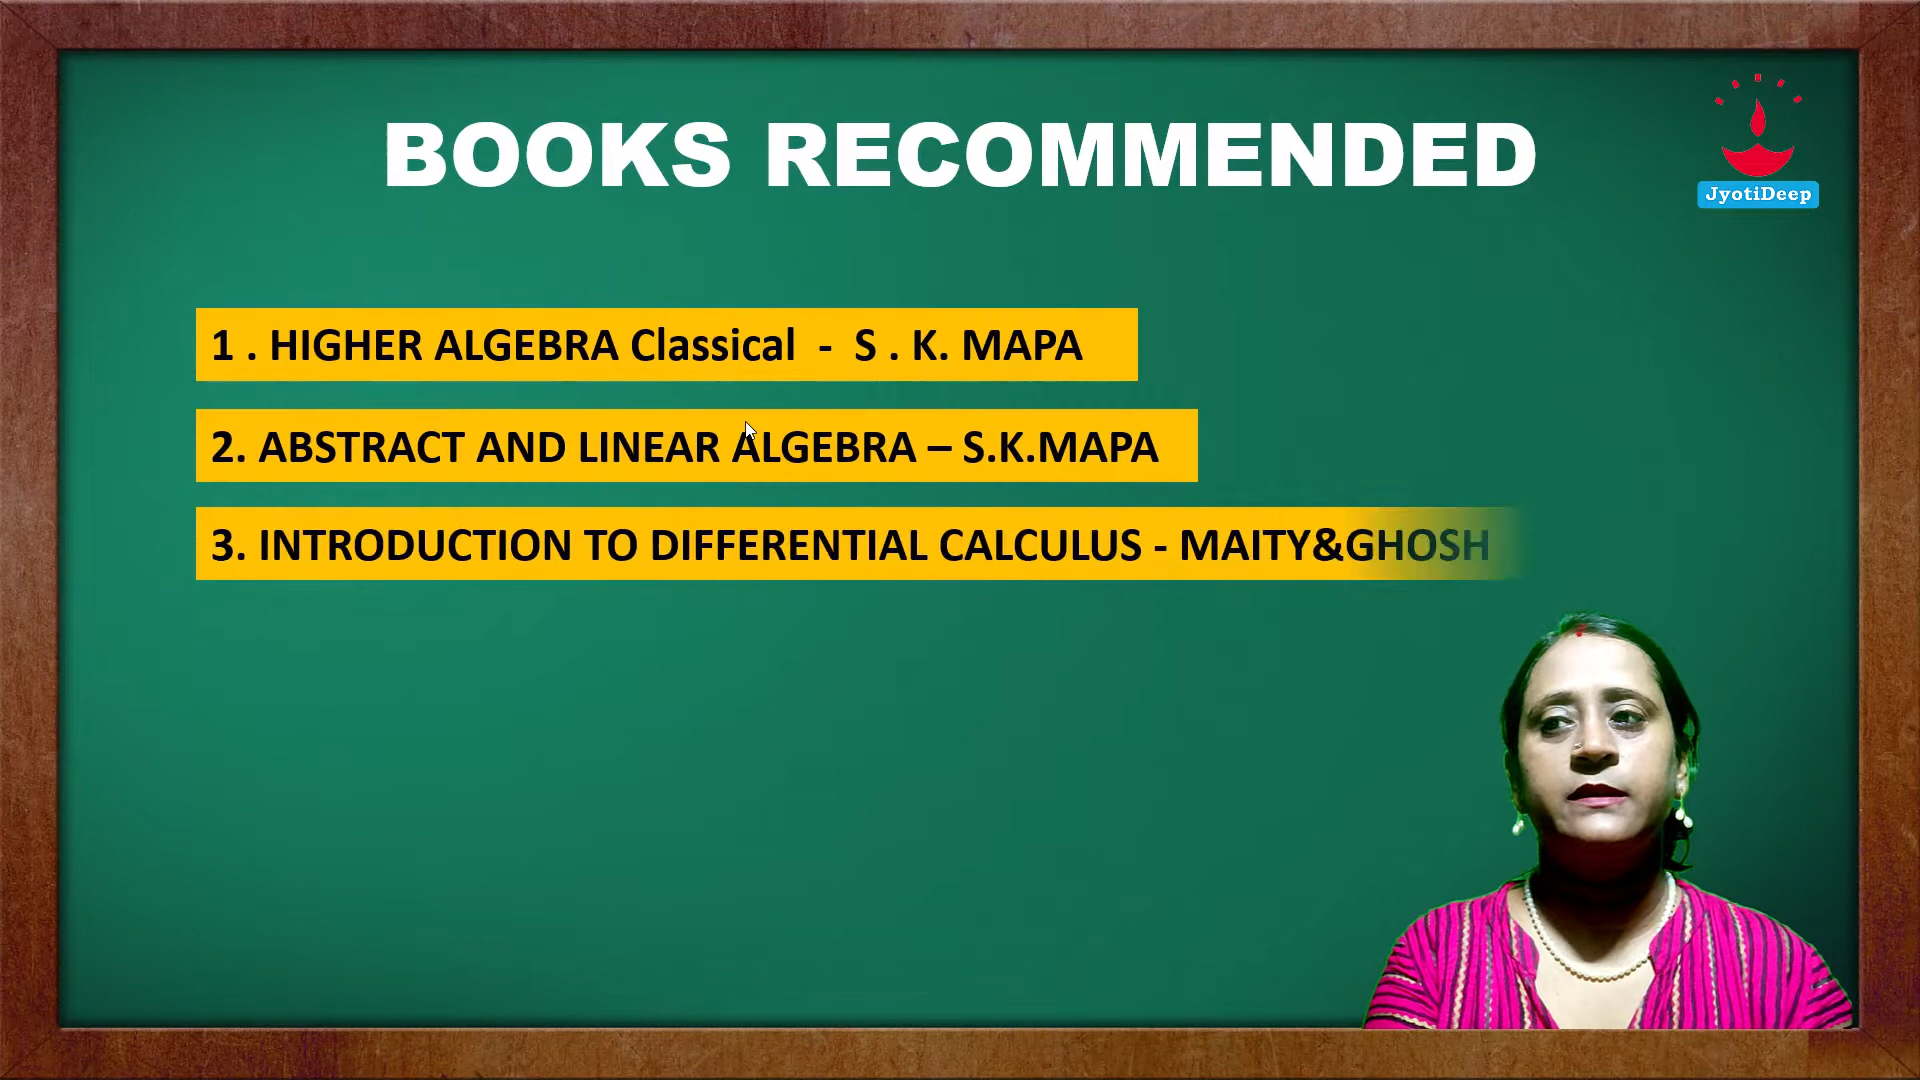 BOOKS RECOMMENDED
JyotiDeep
1 . HIGHER ALGEBRA Classical - S . K. MAPA
2. ABSTRACT AND LINEAR ALGEBRA – S.K.MAPA
3. INTRODUCTION TO DIFFERENTIAL CALCULUS - MAITY&GHOSH